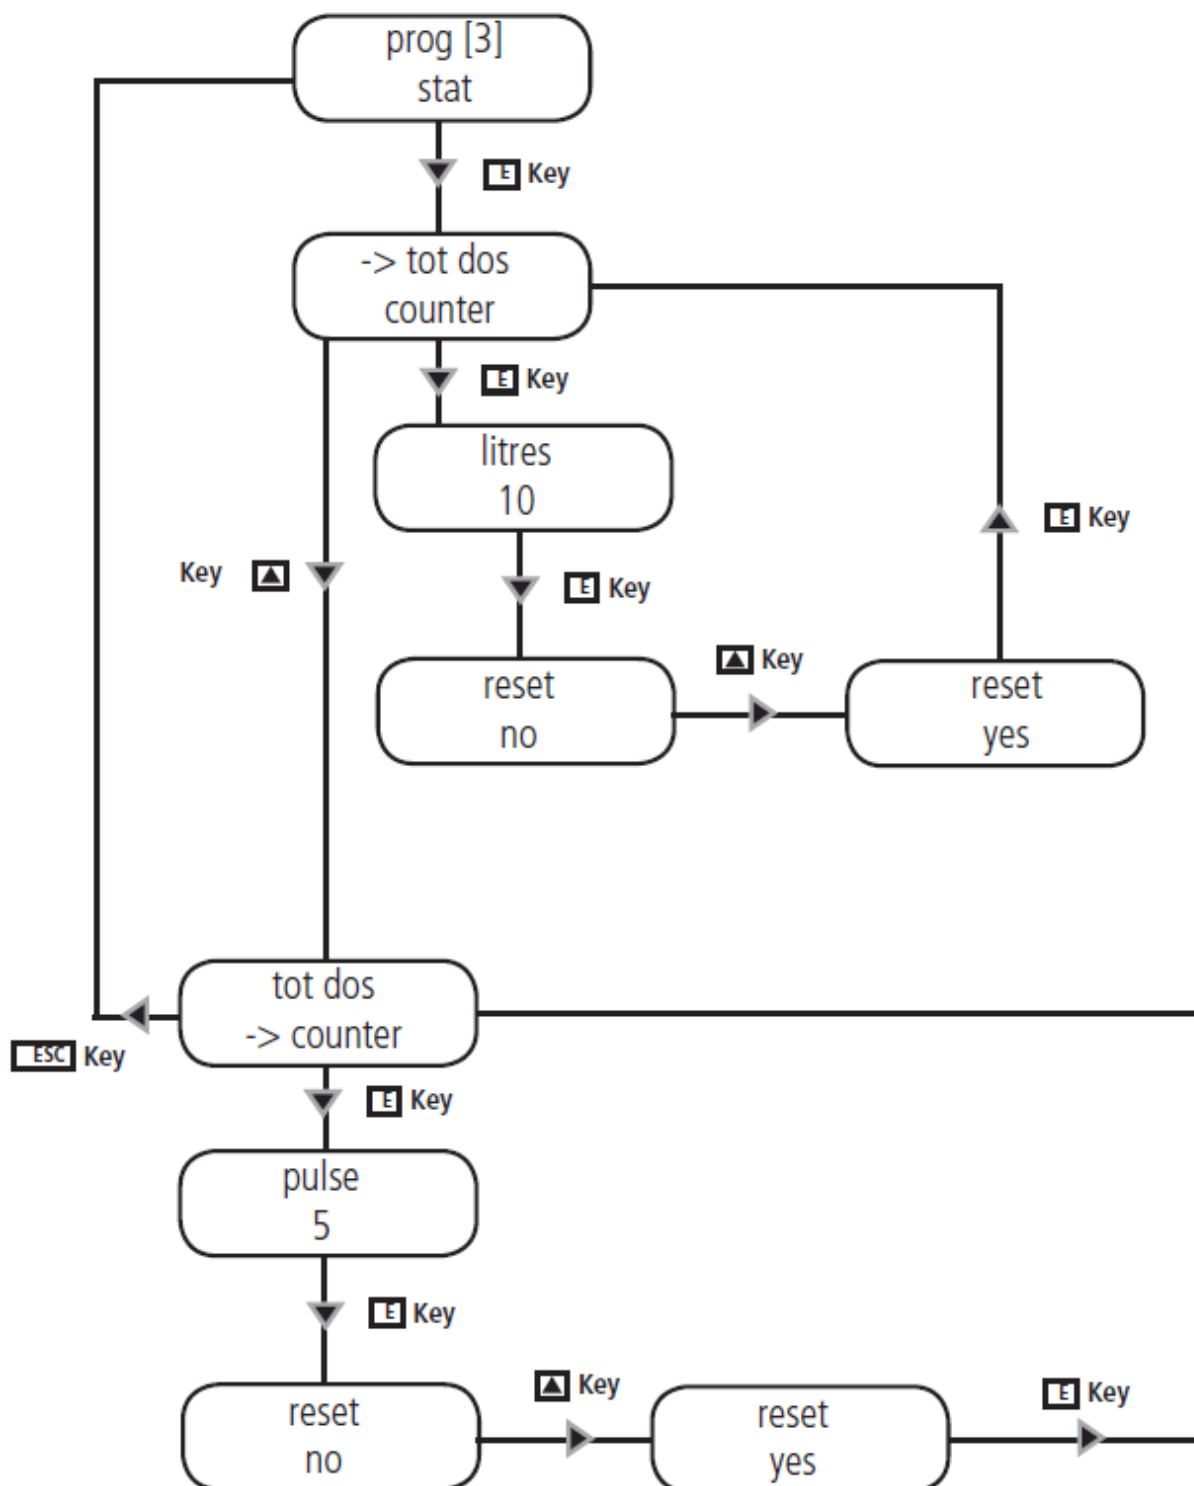 prog [3]
stat
E Key
-> tot dos
counter
E Key
litres
10
E Key
Key
E Key
Key
reset
no
reset
yes
tot dos
-> counter
ESC Key
E Key
pulse
5
E Key
Key
E Key
reset
no
reset
yes